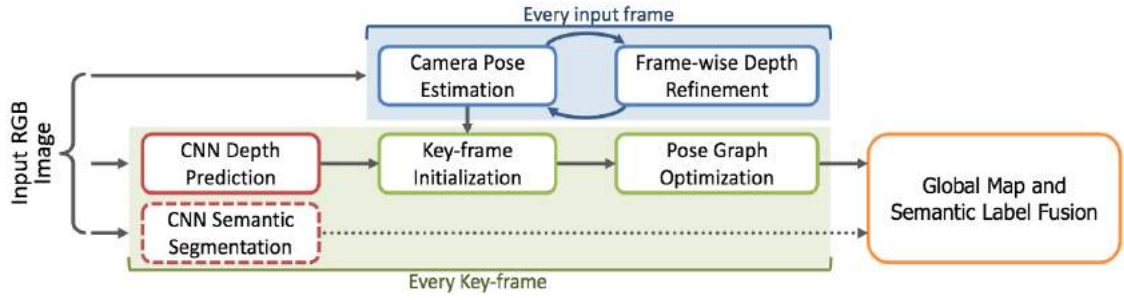 Every input frame
Camera Pose
Estimation
Frame-wise Depth
Refinement
Input RGB
Image
CNN Depth
Prediction
Key-frame
Initialization
Pose Graph
Optimization
Global Map and
Semantic Label Fusion
CNN Semantic
Segmentation
Every Key-frame